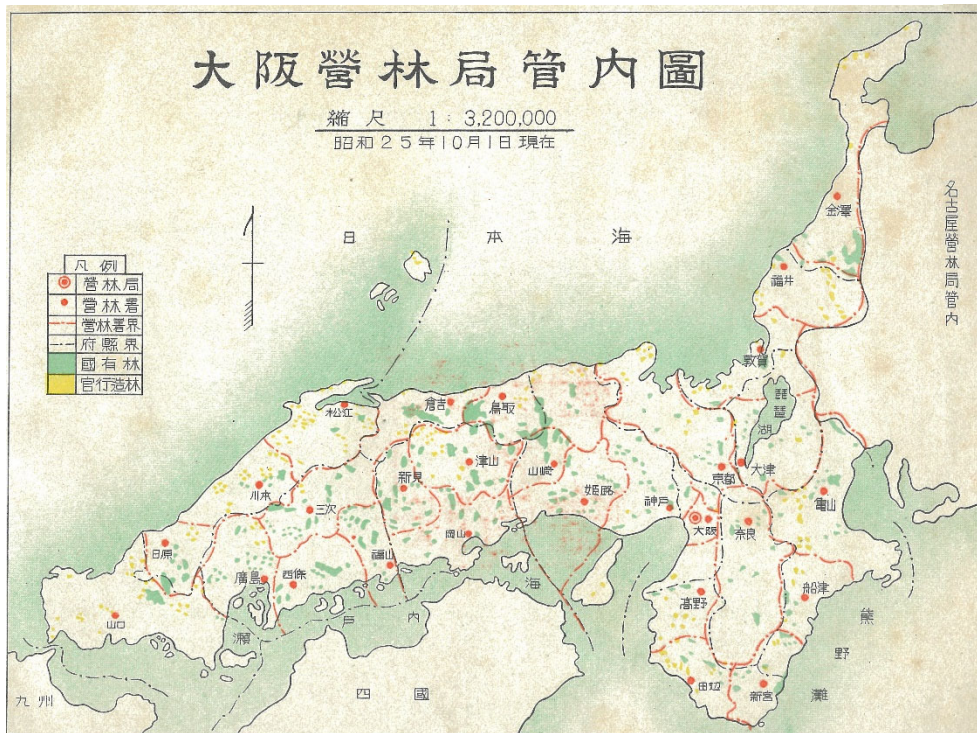 大阪營林局管内圖
縮尺 1:3,200,000
昭和25年10月1日現在
名古屋營林局管内
日本海
凡例
營林局
營林署
營林署界
府縣界
國有林
官行造林
金澤
福井
敦賀
琵琶湖
松江
倉吉
鳥取
津山
山崎
新見
川本
三次
姫路
神戸
京都
大津
亀山
大阪
奈良
岡山
福山
日原
廣島
西條
山口
高野
船津
田辺
新宮
瀬戸内海
熊野灘
四國
九州